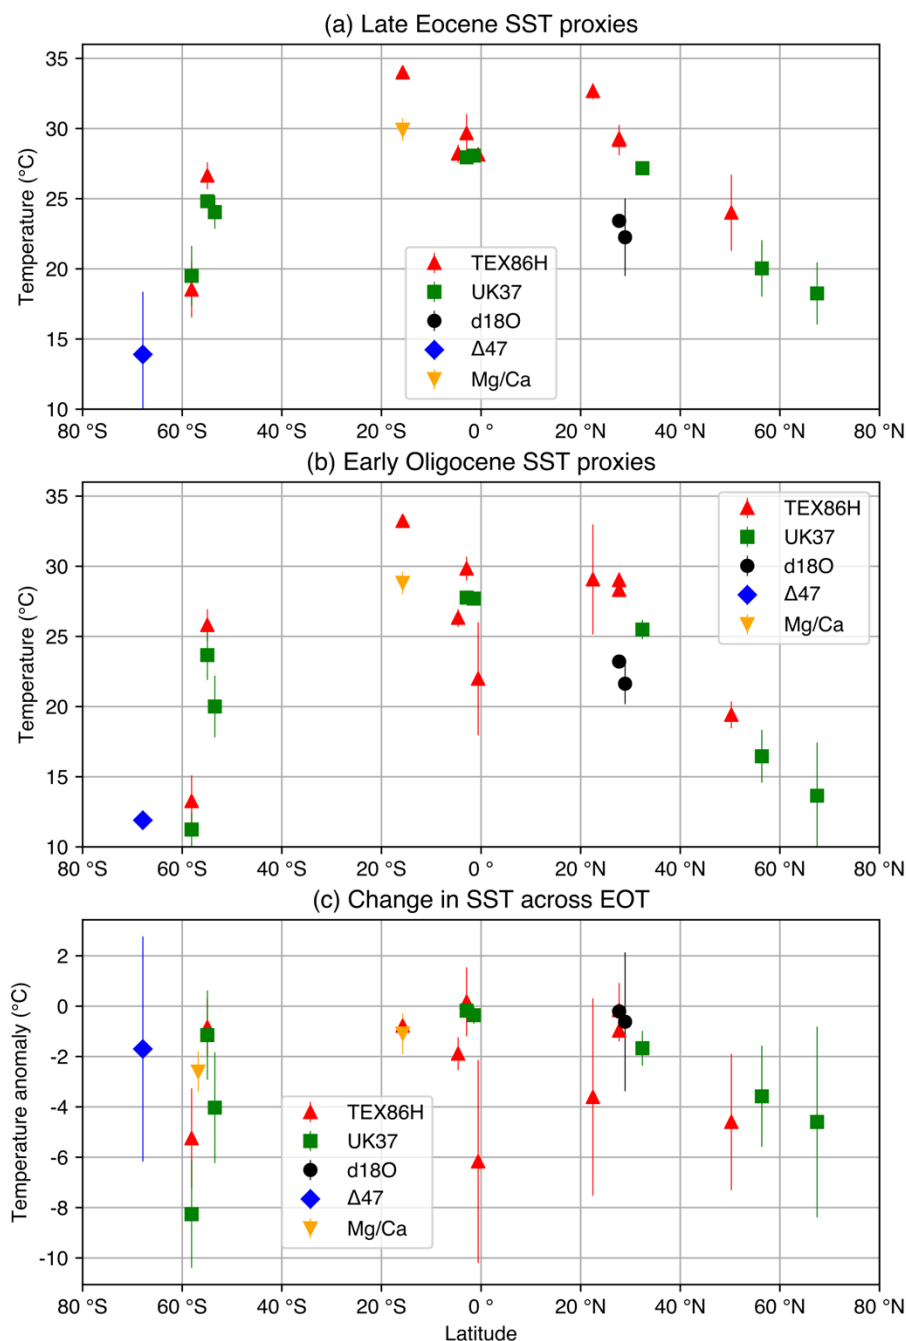 (a) Late Eocene SST proxies
35
30
25
20
15
10
Temperature (°C)
TEX86H
UK37
d18O
Δ47
Mg/Ca
80 °S 60 °S 40 °S 20 °S 0 ° 20 °N 40 °N 60 °N 80 °N
(b) Early Oligocene SST proxies
35
30
25
20
15
10
Temperature (°C)
TEX86H
UK37
d18O
Δ47
Mg/Ca
80 °S 60 °S 40 °S 20 °S 0 ° 20 °N 40 °N 60 °N 80 °N
(c) Change in SST across EOT
2
0
-2
-4
-6
-8
-10
Temperature anomaly (°C)
TEX86H
UK37
d18O
Δ47
Mg/Ca
80 °S 60 °S 40 °S 20 °S 0 ° 20 °N 40 °N 60 °N 80 °N
Latitude